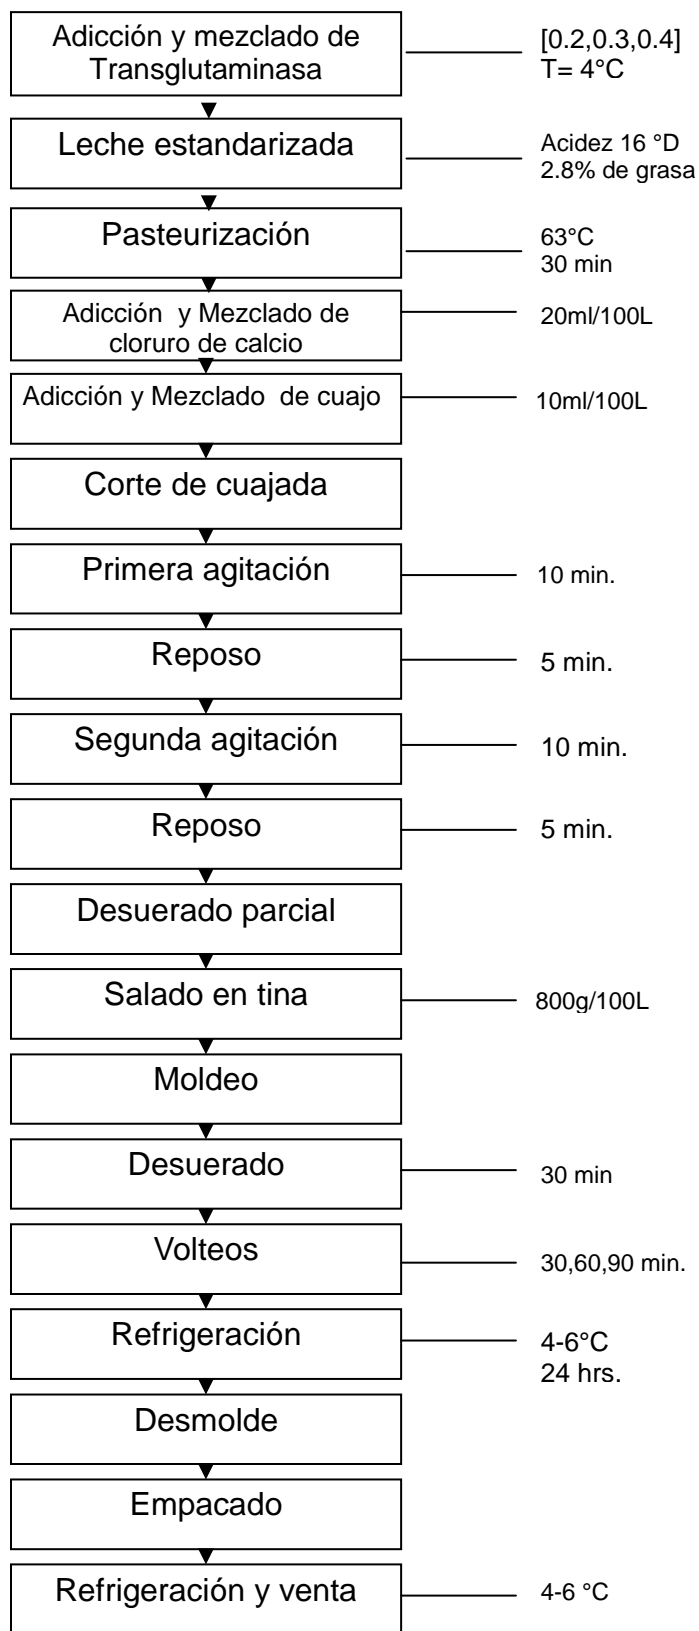 Adicción y mezclado de
Transglutaminasa
[0.2,0.3,0.4]
T= 4°C
Leche estandarizada
Acidez 16 °D
2.8% de grasa
Pasteurización
63°C
30 min
Adicción y Mezclado de
cloruro de calcio
20ml/100L
Adicción y Mezclado de cuajo
10ml/100L
Corte de cuajada
Primera agitación
10 min.
Reposo
5 min.
Segunda agitación
10 min.
Reposo
5 min.
Desuerado parcial
Salado en tina
800g/100L
Moldeo
Desuerado
30 min
Volteos
30,60,90 min.
Refrigeración
4-6°C
24 hrs.
Desmolde
Empacado
Refrigeración y venta
4-6 °C